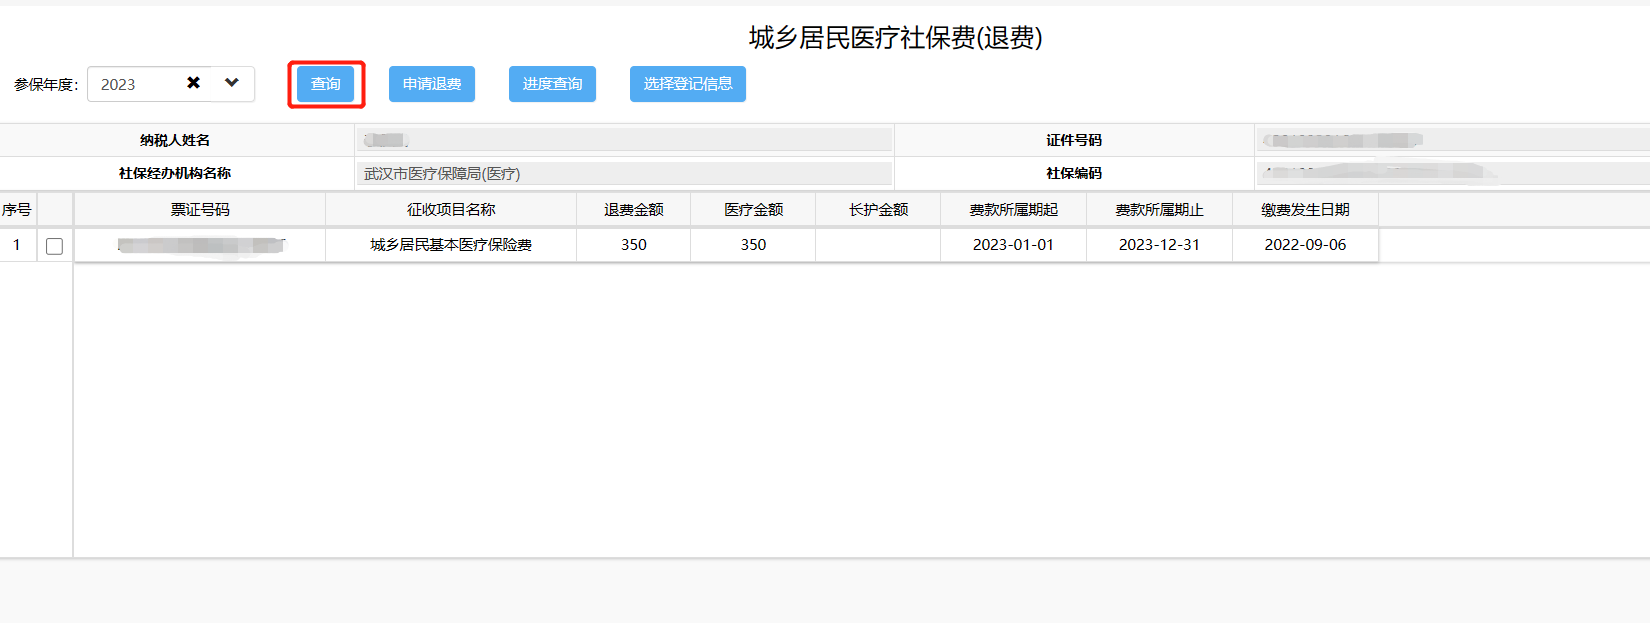 城乡居民医疗社保费(退费)
参保年度: 2023 查询 申请退费 进度查询 选择登记信息
纳税人姓名 证件号码
社保经办机构名称 武汉市医疗保障局(医疗) 社保编码
序号 票证号码 征收项目名称 退费金额 医疗金额 长护金额 费款所属期起 费款所属期止 缴费发生日期
1 城乡居民基本医疗保险费 350 350 2023-01-01 2023-12-31 2022-09-06